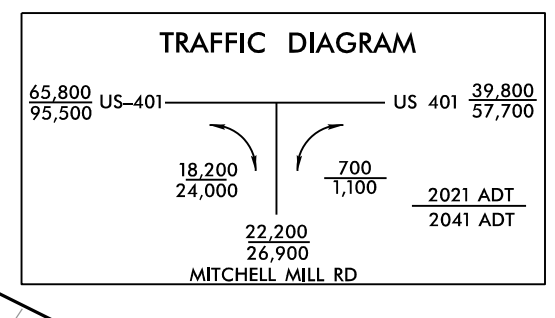 TRAFFIC DIAGRAM
65,800
95,500
US–401
US 401
39,800
57,700
18,200
24,000
700
1,100
2021 ADT
2041 ADT
22,200
26,900
MITCHELL MILL RD